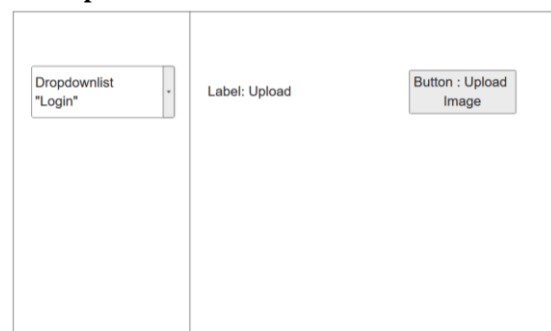 Dropdownlist
"Login"
Label: Upload
Button : Upload
Image